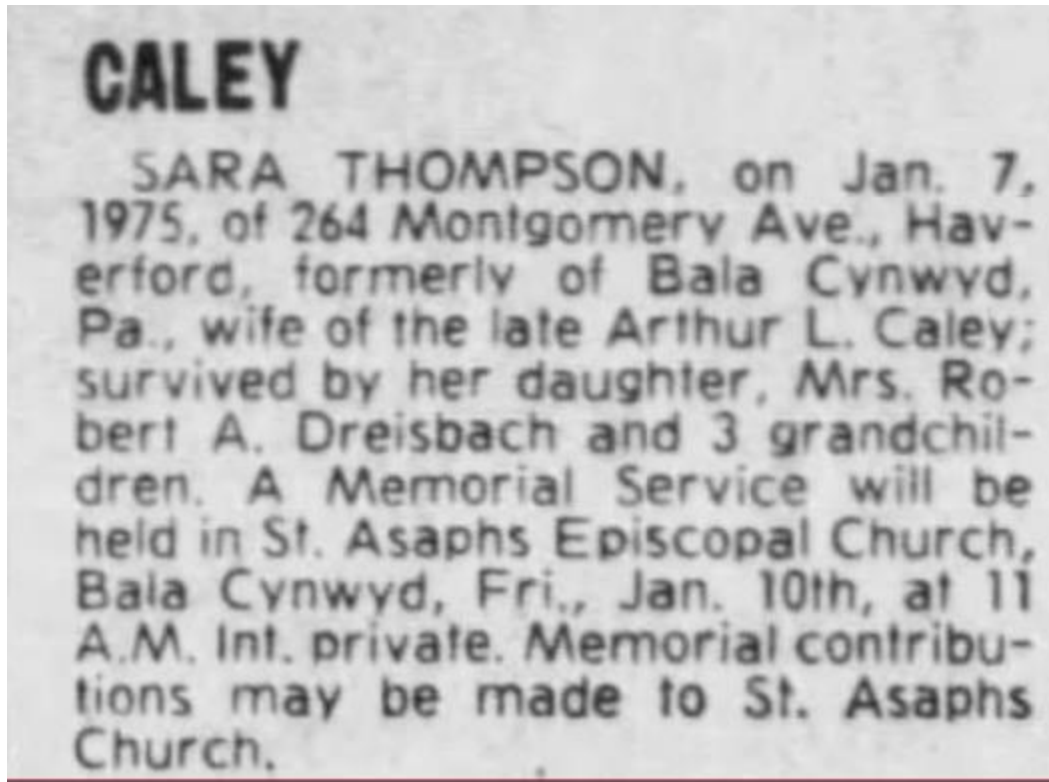 CALEY
SARA THOMPSON, on Jan. 7,
1975, of 264 Montgomery Ave., Hav-
erford, formerly of Bala Cynwyd,
Pa., wife of the late Arthur L. Caley;
survived by her daughter, Mrs. Ro-
bert A. Dreisbach and 3 grandchil-
dren. A Memorial Service will be
held in St. Asaphs Episcopal Church,
Bala Cynwyd, Fri., Jan. 10th, at 11
A.M. Int. private. Memorial contribu-
tions may be made to St. Asaphs
Church.